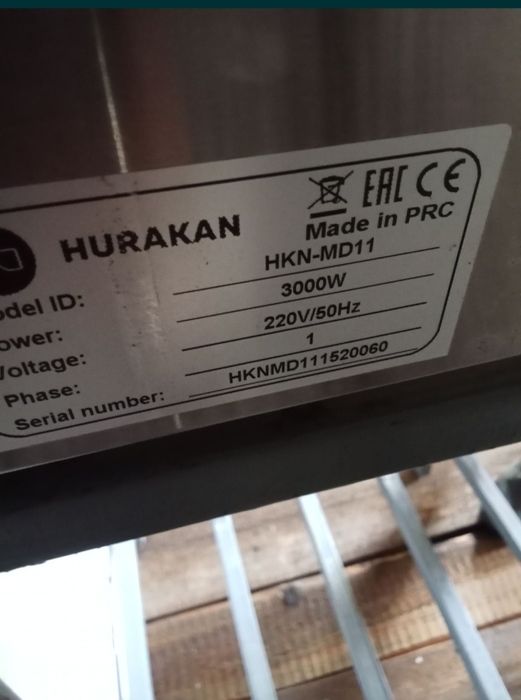 EAC CE
HURAKAN
Made in PRC
odel ID: HKN-MD11
ower: 3000W
Voltage: 220V/50Hz
Phase: 1
Serial number: HKNMD111520060